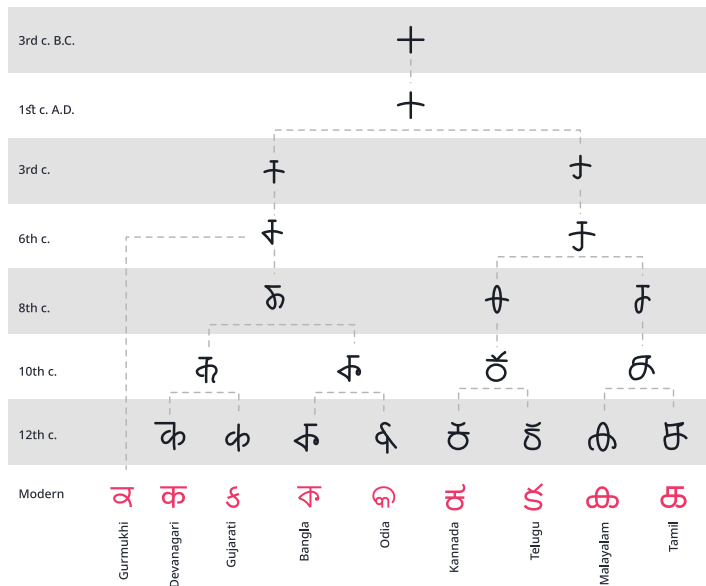 3rd c. B.C.
1st c. A.D.
3rd c.
6th c.
8th c.
10th c.
12th c.
Modern
ਕ क ક ক କ ಕ క ക க
Gurmukhi
Devanagari
Gujarati
Bangla
Odia
Kannada
Telugu
Malayalam
Tamil